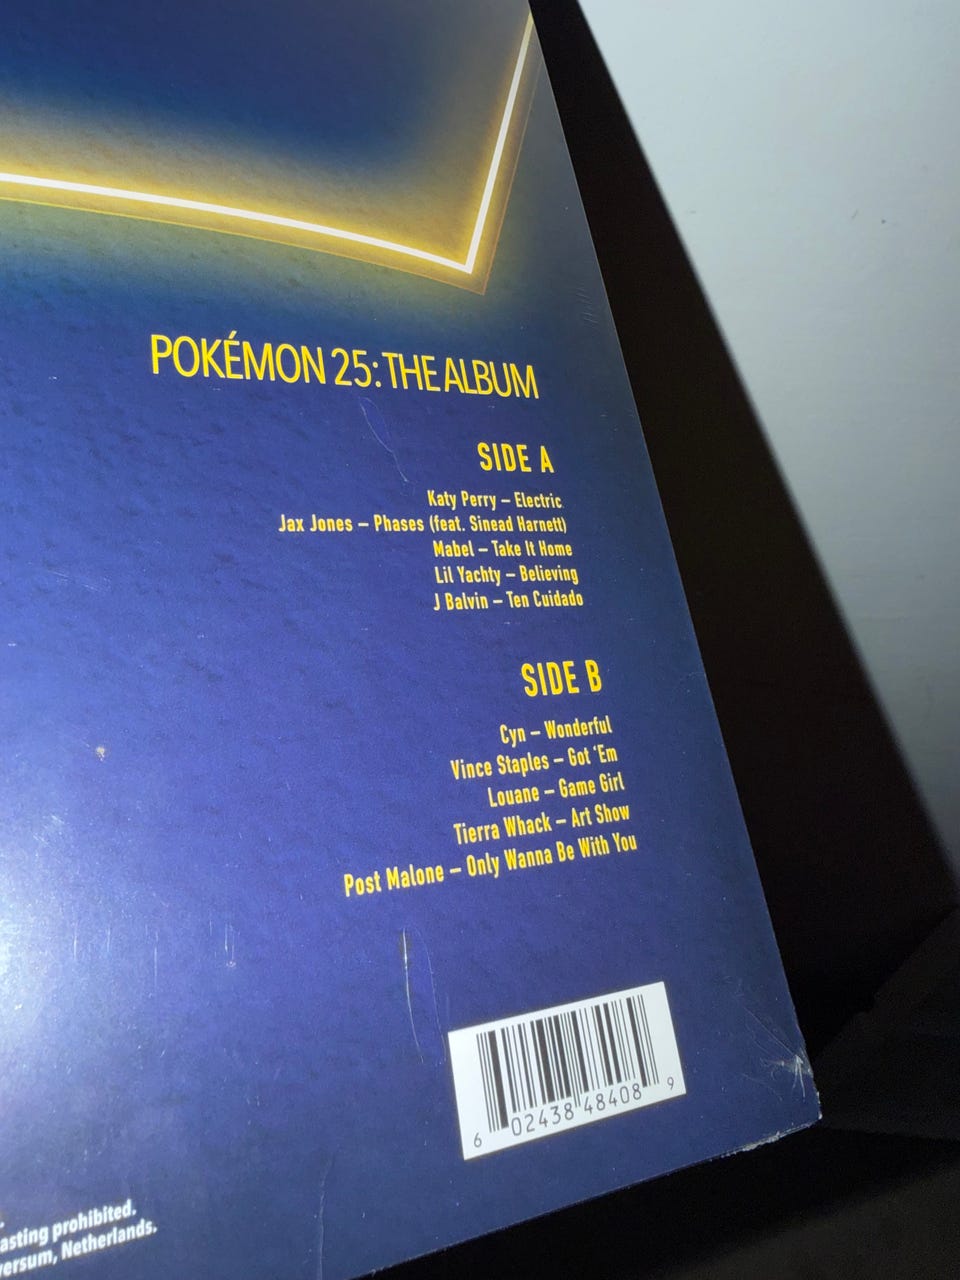 POKÉMON 25: THE ALBUM
SIDE A
Katy Perry – Electric
Jax Jones – Phases (feat. Sinead Harnett)
Mabel – Take It Home
Lil Yachty – Believing
J Balvin – Ten Cuidado
SIDE B
Cyn – Wonderful
Vince Staples – Got ‘Em
Louane – Game Girl
Tierra Whack – Art Show
Post Malone – Only Wanna Be With You
6 02438 48408 9
asting prohibited.
versum, Netherlands.